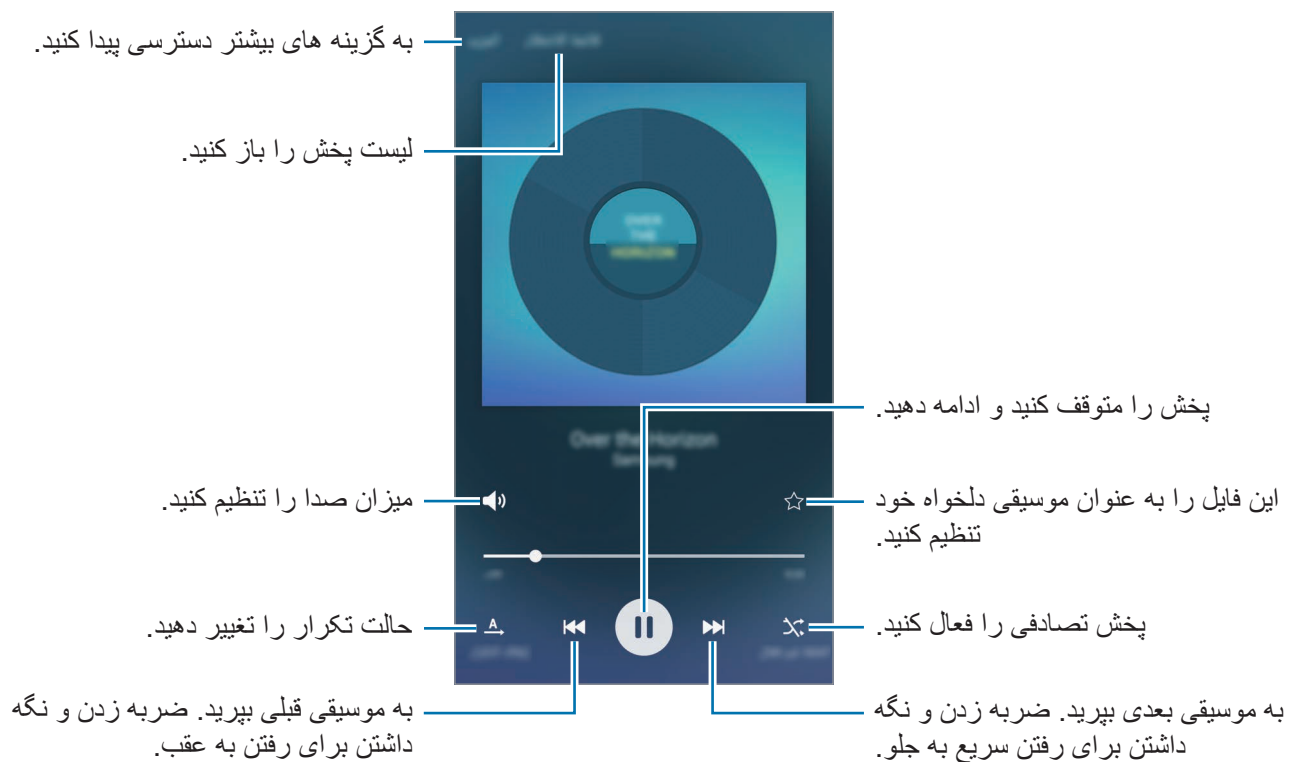 به گزینه های بیشتر دسترسی پیدا کنید.
لیست پخش را باز کنید.
OVER
THE
HORIZON
پخش را متوقف کنید و ادامه دهید.
Over the Horizon
Samsung
میزان صدا را تنظیم کنید.
این فایل را به عنوان موسیقی دلخواه خود
تنظیم کنید.
حالت تکرار را تغییر دهید.
A
پخش تصادفی را فعال کنید.
به موسیقی قبلی بپرید. ضربه زدن و نگه
داشتن برای رفتن به عقب.
به موسیقی بعدی بپرید. ضربه زدن و نگه
داشتن برای رفتن سریع به جلو.